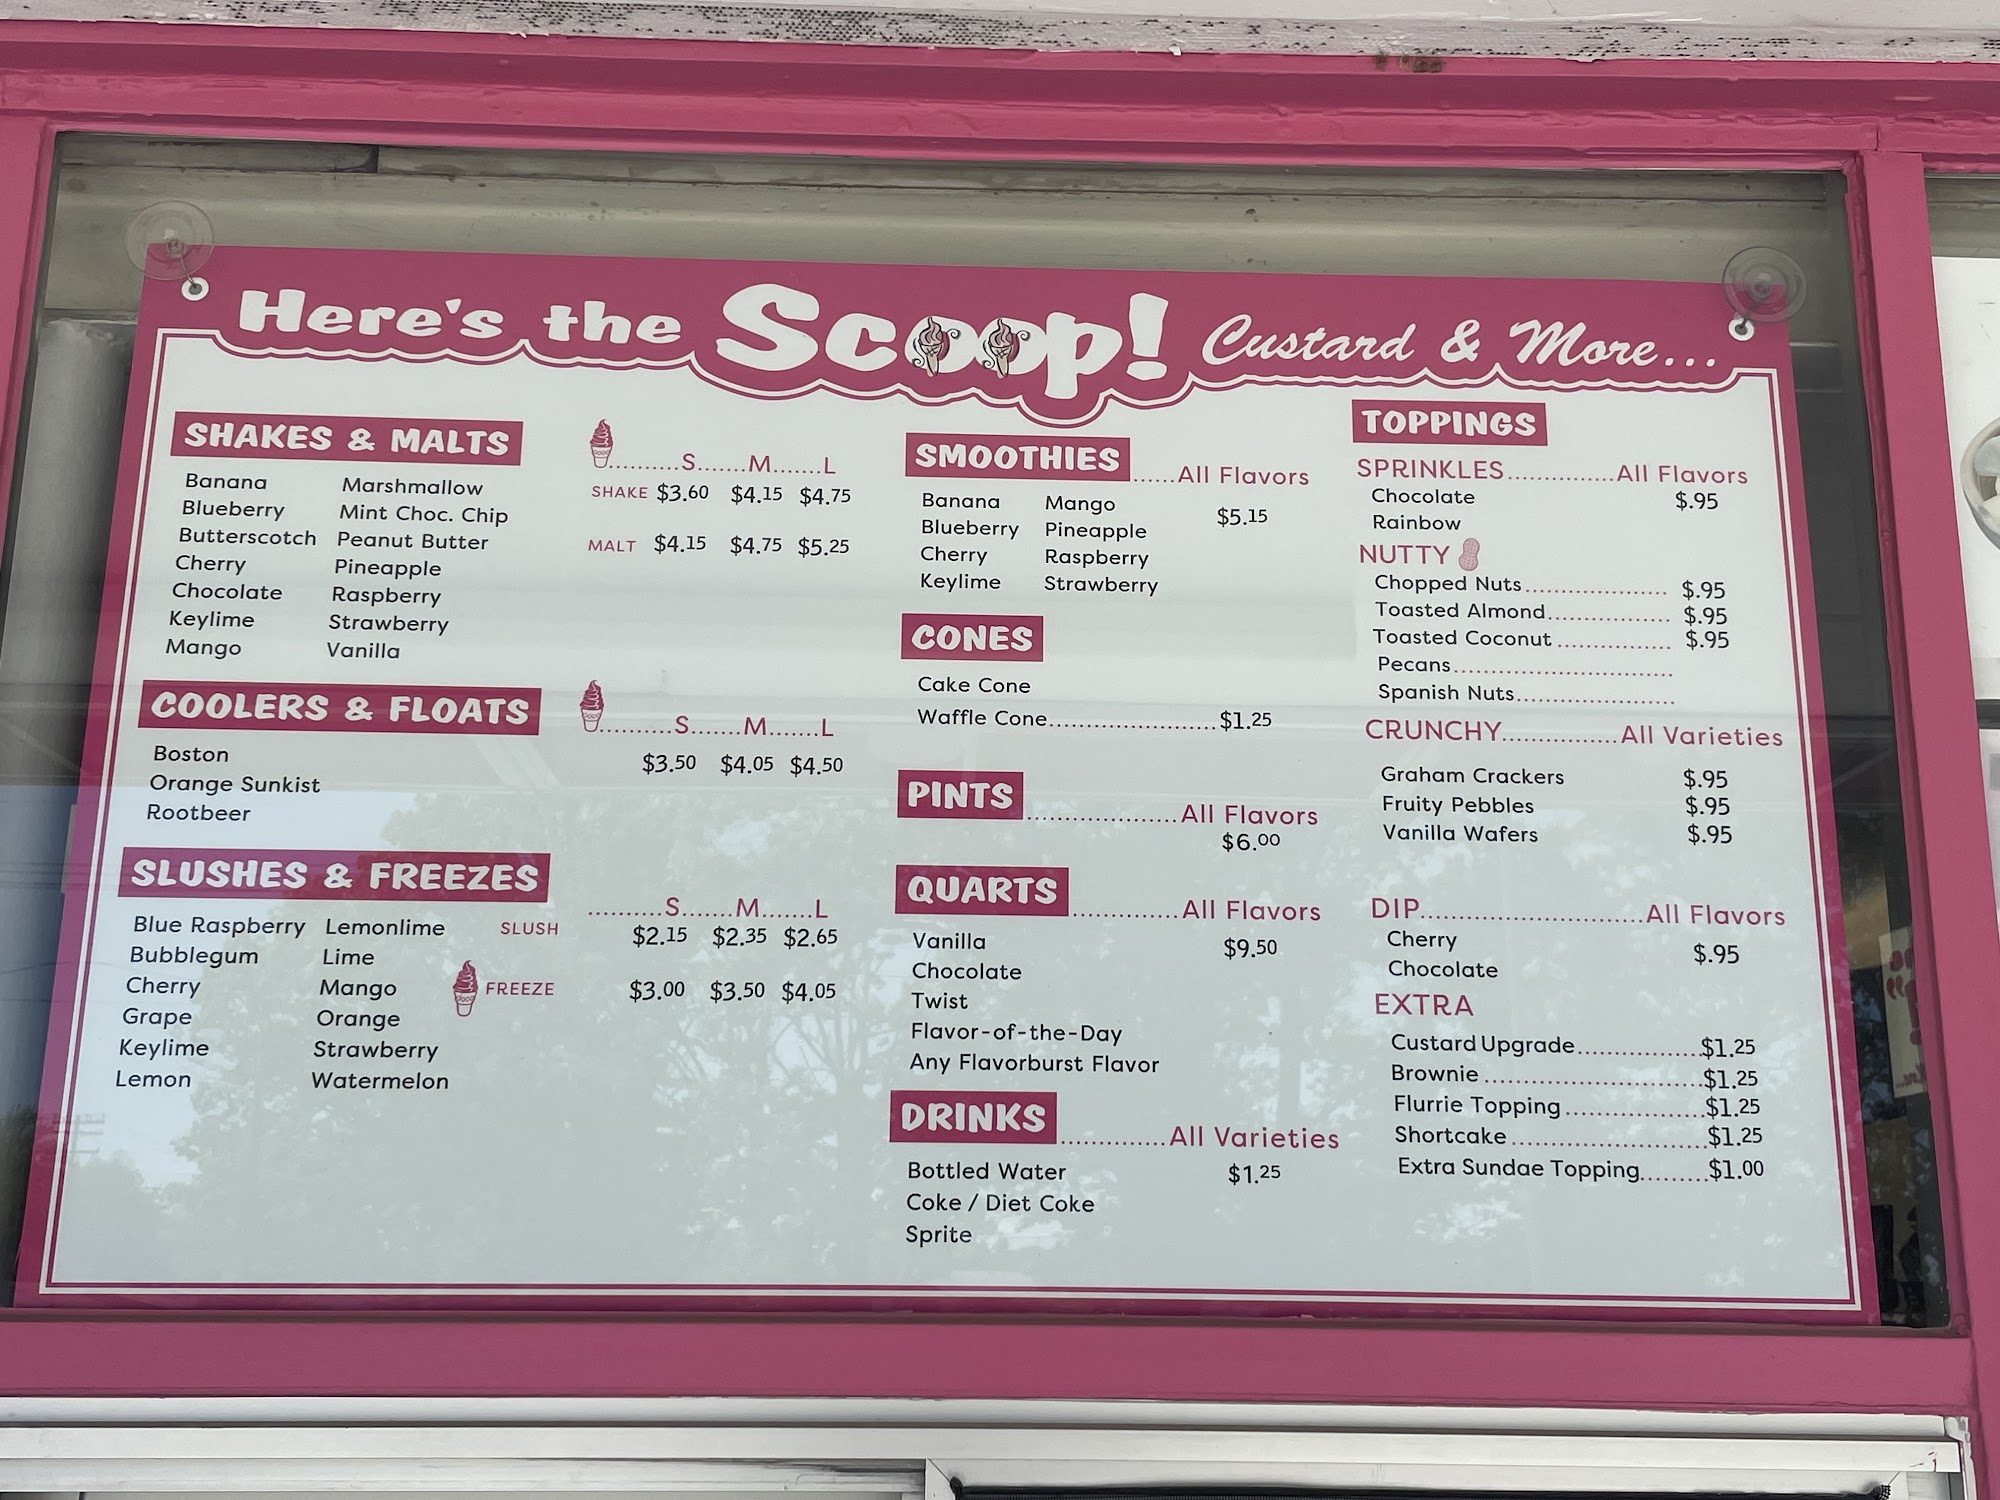 Here's the Scoop! Custard & More...
SHAKES & MALTS
Banana
Blueberry
Butterscotch
Cherry
Chocolate
Keylime
Mango
Marshmallow
Mint Choc. Chip
Peanut Butter
Pineapple
Raspberry
Strawberry
Vanilla
..........S.......M.......L
SHAKE $3.60 $4.15 $4.75
MALT $4.15 $4.75 $5.25
COOLERS & FLOATS
...........S.......M.......L
Boston
Orange Sunkist
Rootbeer
$3.50 $4.05 $4.50
SLUSHES & FREEZES
Blue Raspberry
Bubblegum
Cherry
Grape
Keylime
Lemon
Lemonlime
Lime
Mango
Orange
Strawberry
Watermelon
...........S.......M.......L
SLUSH $2.15 $2.35 $2.65
FREEZE $3.00 $3.50 $4.05
SMOOTHIES ......All Flavors
Banana
Blueberry
Cherry
Keylime
Mango
Pineapple
Raspberry
Strawberry
$5.15
CONES
Cake Cone
Waffle Cone.........................$1.25
PINTS ....................All Flavors
$6.00
QUARTS ..............All Flavors
Vanilla $9.50
Chocolate
Twist
Flavor-of-the-Day
Any Flavorburst Flavor
DRINKS ..............All Varieties
Bottled Water $1.25
Coke / Diet Coke
Sprite
TOPPINGS
SPRINKLES..............All Flavors
Chocolate $.95
Rainbow
NUTTY
Chopped Nuts..................... $.95
Toasted Almond.................. $.95
Toasted Coconut ................. $.95
Pecans................................
Spanish Nuts.......................
CRUNCHY...............All Varieties
Graham Crackers $.95
Fruity Pebbles $.95
Vanilla Wafers $.95
DIP.............................All Flavors
Cherry $.95
Chocolate
EXTRA
Custard Upgrade................$1.25
Brownie ............................$1.25
Flurrie Topping..................$1.25
Shortcake.........................$1.25
Extra Sundae Topping.........$1.00